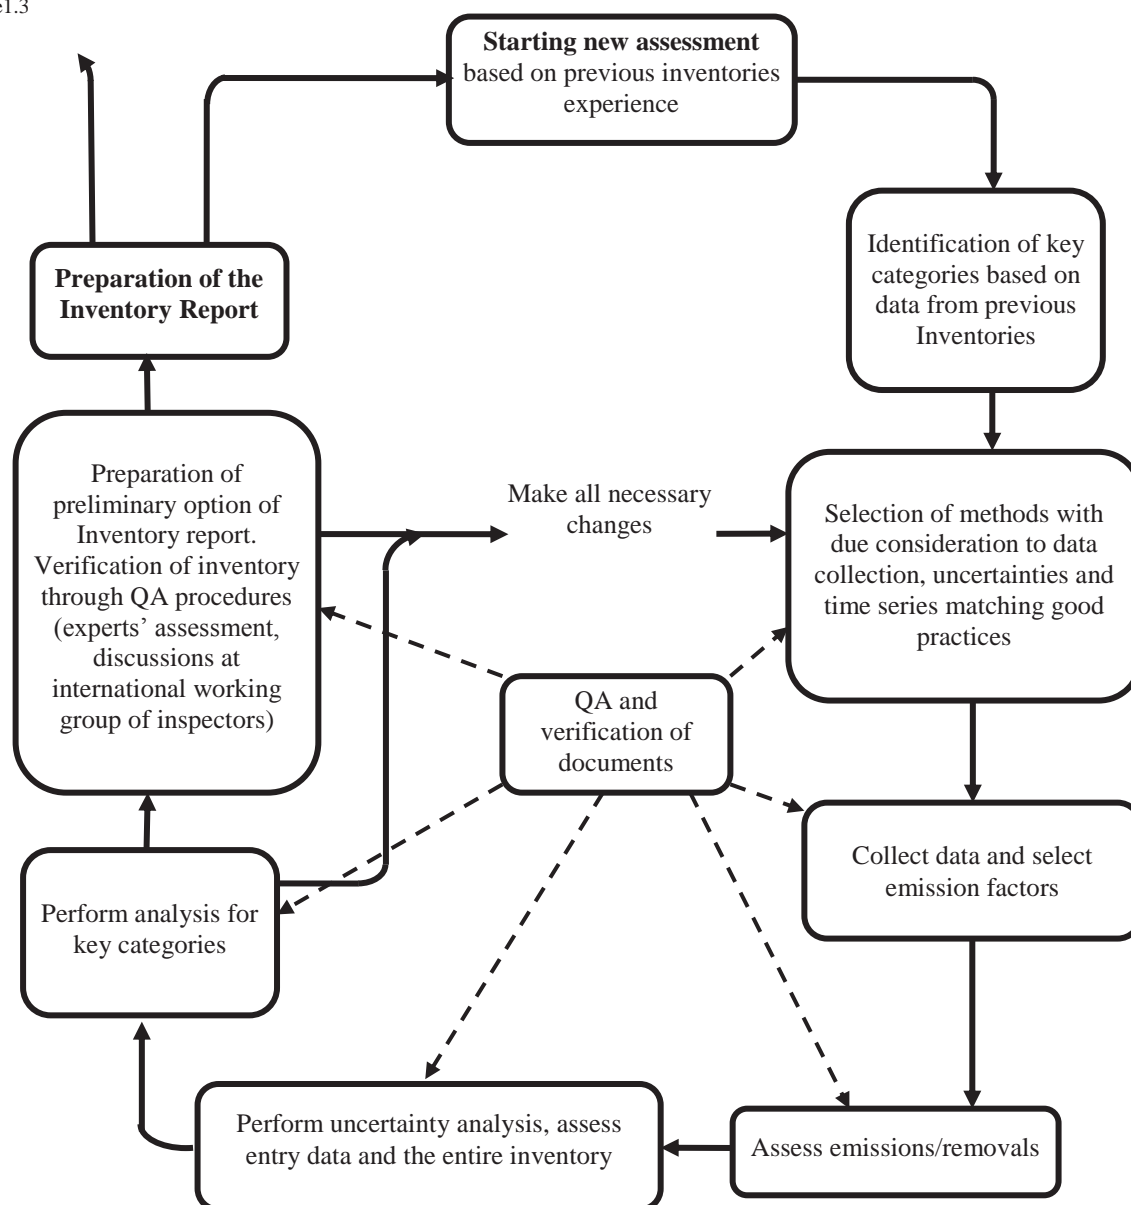 e1.3
Starting new assessment
based on previous inventories
experience
Identification of key
categories based on
data from previous
Inventories
Preparation of the
Inventory Report
Preparation of
preliminary option of
Inventory report.
Verification of inventory
through QA procedures
(experts’ assessment,
discussions at
international working
group of inspectors)
Make all necessary
changes
Selection of methods with
due consideration to data
collection, uncertainties and
time series matching good
practices
QA and
verification of
documents
Collect data and select
emission factors
Perform analysis for
key categories
Perform uncertainty analysis, assess
entry data and the entire inventory
Assess emissions/removals